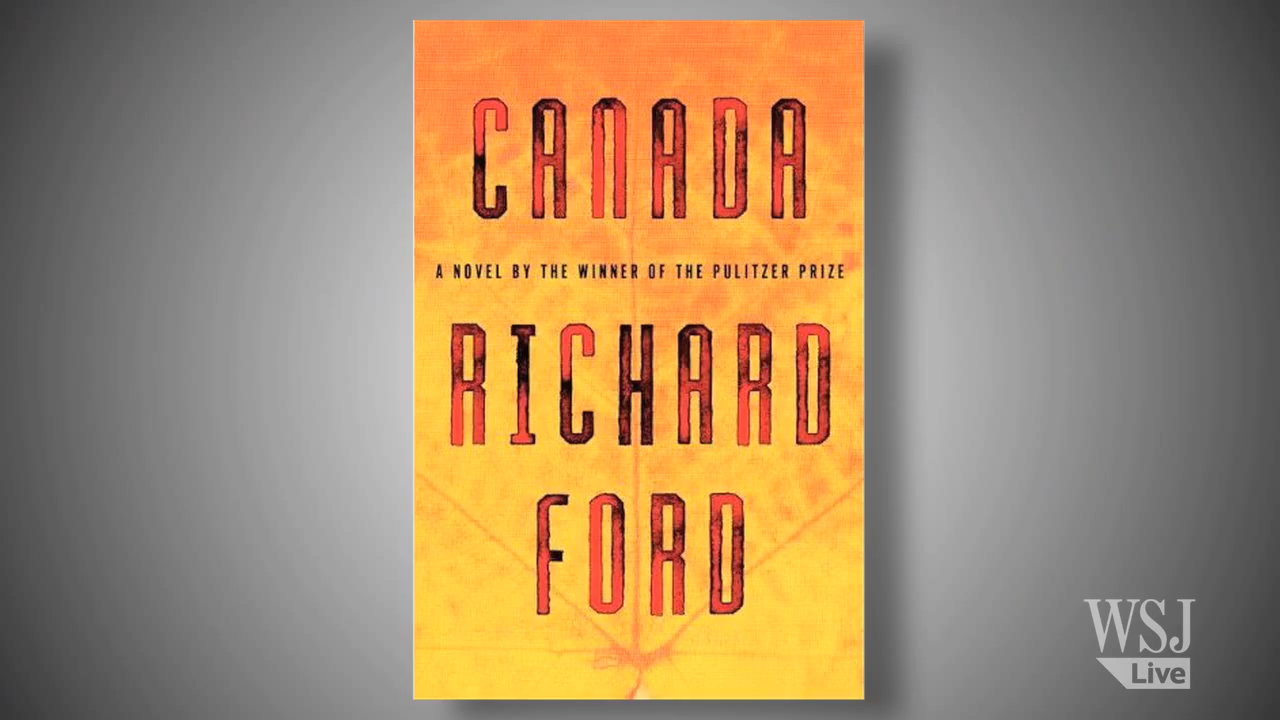 CANADA
A NOVEL BY THE WINNER OF THE PULITZER PRIZE
RICHARD
FORD
WSJ
Live